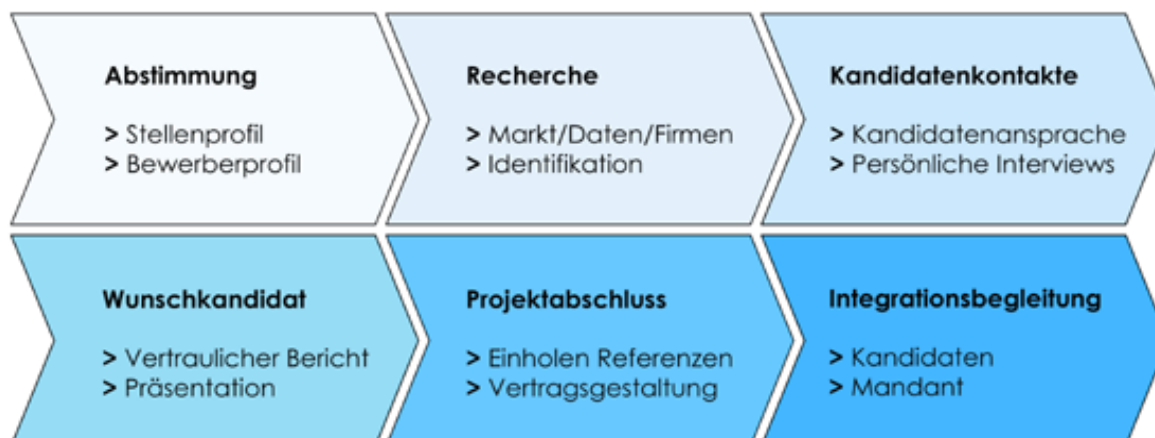 Abstimmung
> Stellenprofil
> Bewerberprofil
Recherche
> Markt/Daten/Firmen
> Identifikation
Kandidatenkontakte
> Kandidatenansprache
> Persönliche Interviews
Wunschkandidat
> Vertraulicher Bericht
> Präsentation
Projektabschluss
> Einholen Referenzen
> Vertragsgestaltung
Integrationsbegleitung
> Kandidaten
> Mandant